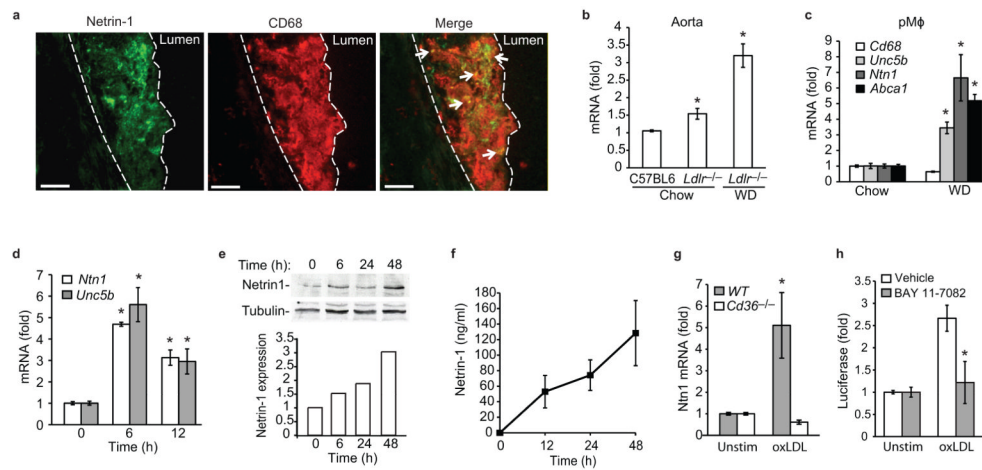 a
Netrin-1
CD68
Merge
Lumen
Lumen
Lumen
b
Aorta
mRNA (fold)
3.5
3
2.5
2
1.5
1
0.5
0
*
*
C57BL6 Ldlr–/– Ldlr–/–
Chow WD
c
pMϕ
Cd68
Unc5b
Ntn1
Abca1
mRNA (fold)
9
8
7
6
5
4
3
2
1
0
*
*
*
Chow WD
d
Ntn1
Unc5b
mRNA (fold)
7
6
5
4
3
2
1
0
*
*
*
*
0 6 12
Time (h)
e
Time (h): 0 6 24 48
Netrin1-
Tubulin-
Netrin-1 expression
3.5
3
2.5
2
1.5
1
0.5
0
0 6 24 48
Time (h)
f
Netrin-1 (ng/ml)
180
160
140
120
100
80
60
40
20
0
0 12 24 48
Time (h)
g
WT
Cd36–/–
Ntn1 mRNA (fold)
7
6
5
4
3
2
1
0
*
Unstim oxLDL
h
Vehicle
BAY 11-7082
Luciferase (fold)
3.5
3
2.5
2
1.5
1
0.5
0
*
Unstim oxLDL